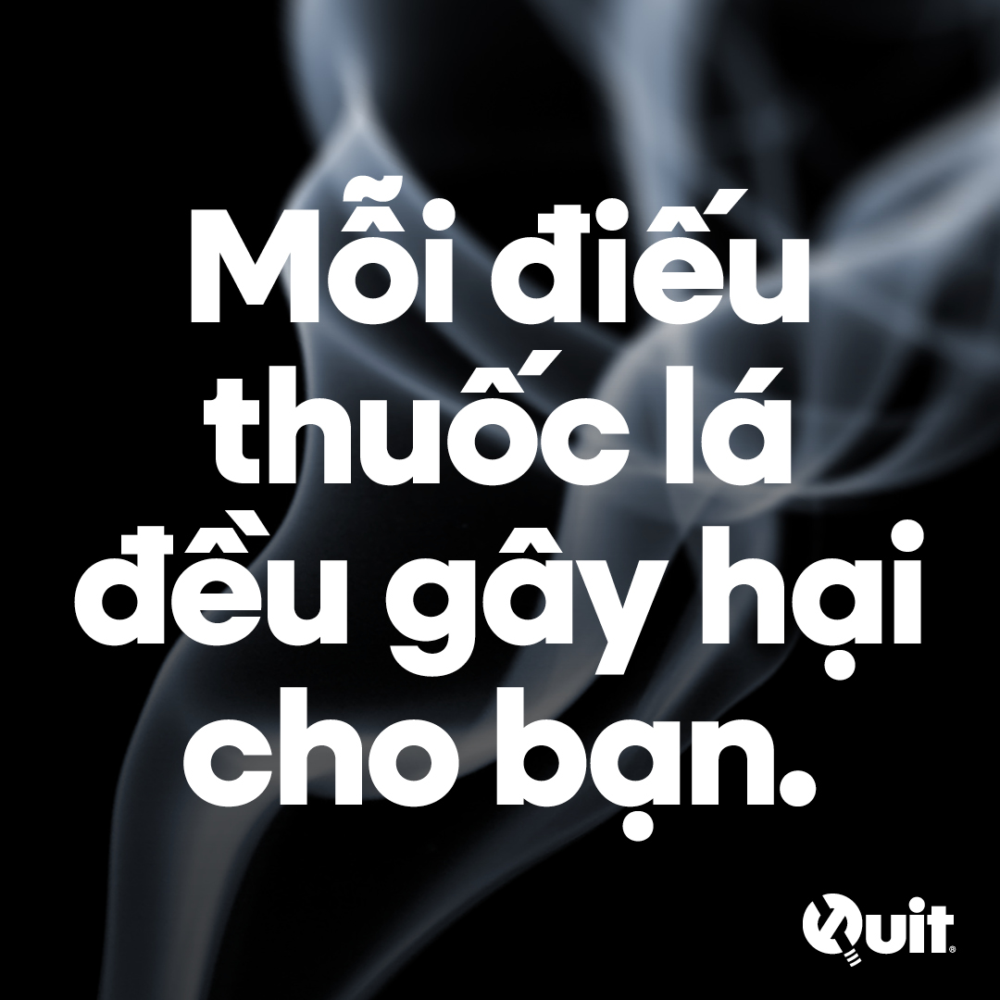 Mỗi điếu
thuốc lá
đều gây hại
cho bạn.
Quit®